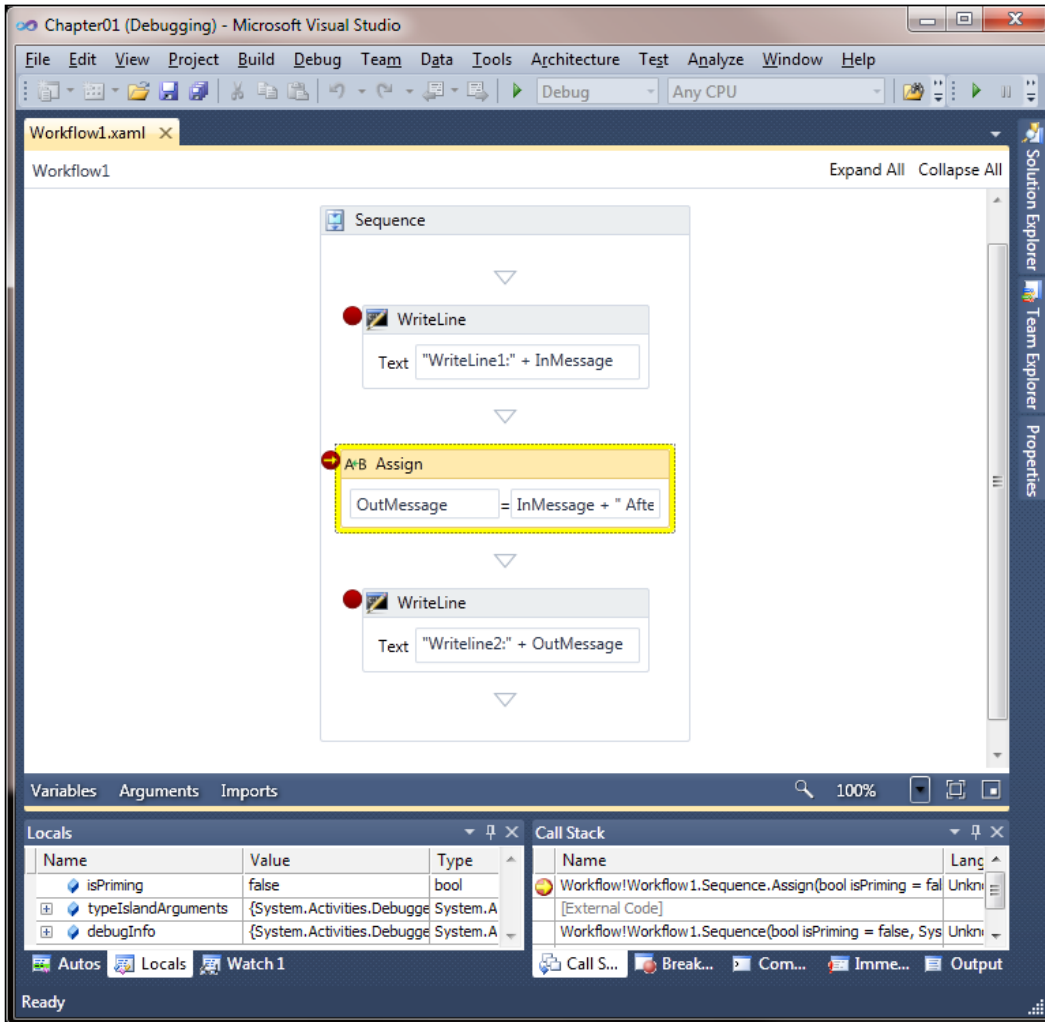 Chapter01 (Debugging) - Microsoft Visual Studio
File Edit View Project Build Debug Team Data Tools Architecture Test Analyze Window Help
Debug Any CPU
Workflow1.xaml
Workflow1 Expand All Collapse All
Sequence
WriteLine
Text "WriteLine1:" + InMessage
A+B Assign
OutMessage = InMessage + " Afte
WriteLine
Text "Writeline2:" + OutMessage
Solution Explorer
Team Explorer
Properties
Variables Arguments Imports 100%
Locals
Name Value Type
isPriming false bool
typeIslandArguments {System.Activities.Debugge System.A
debugInfo {System.Activities.Debugge System.A
Autos Locals Watch 1
Call Stack
Name Lang
Workflow!Workflow1.Sequence.Assign(bool isPriming = fal Unkn
[External Code]
Workflow!Workflow1.Sequence(bool isPriming = false, Sys Unkn
Call S... Break... Com... Imme... Output
Ready